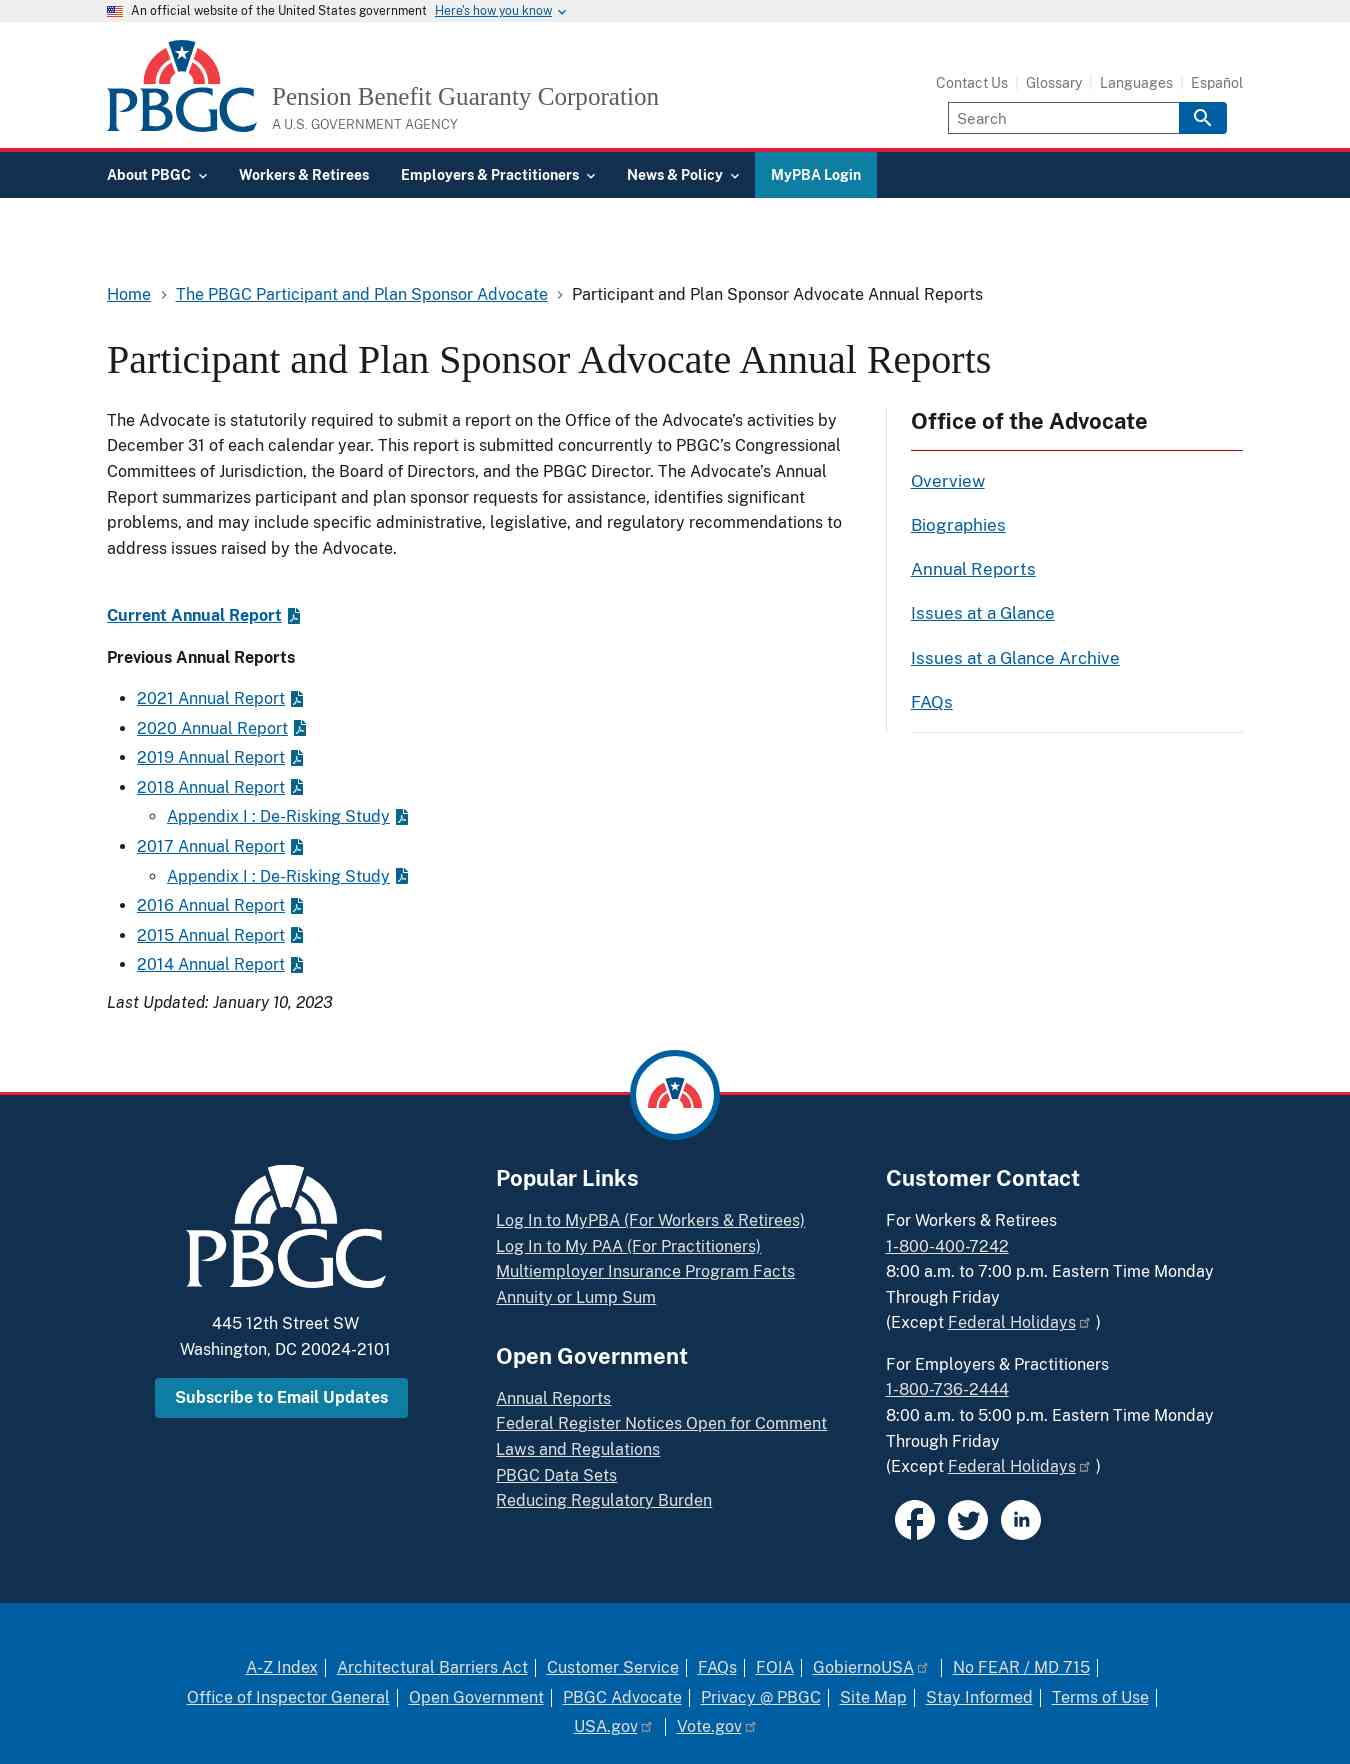 An official website of the United States government Here's how you know
PBGC
Pension Benefit Guaranty Corporation
A U.S. GOVERNMENT AGENCY
Contact Us Glossary Languages Español
Search
About PBGC Workers & Retirees Employers & Practitioners News & Policy MyPBA Login
Home The PBGC Participant and Plan Sponsor Advocate Participant and Plan Sponsor Advocate Annual Reports
Participant and Plan Sponsor Advocate Annual Reports
The Advocate is statutorily required to submit a report on the Office of the Advocate’s activities by
December 31 of each calendar year. This report is submitted concurrently to PBGC’s Congressional
Committees of Jurisdiction, the Board of Directors, and the PBGC Director. The Advocate’s Annual
Report summarizes participant and plan sponsor requests for assistance, identifies significant
problems, and may include specific administrative, legislative, and regulatory recommendations to
address issues raised by the Advocate.
Current Annual Report
Previous Annual Reports
2021 Annual Report
2020 Annual Report
2019 Annual Report
2018 Annual Report
Appendix I : De-Risking Study
2017 Annual Report
Appendix I : De-Risking Study
2016 Annual Report
2015 Annual Report
2014 Annual Report
Last Updated: January 10, 2023
Office of the Advocate
Overview
Biographies
Annual Reports
Issues at a Glance
Issues at a Glance Archive
FAQs
PBGC
445 12th Street SW
Washington, DC 20024-2101
Subscribe to Email Updates
Popular Links
Log In to MyPBA (For Workers & Retirees)
Log In to My PAA (For Practitioners)
Multiemployer Insurance Program Facts
Annuity or Lump Sum
Open Government
Annual Reports
Federal Register Notices Open for Comment
Laws and Regulations
PBGC Data Sets
Reducing Regulatory Burden
Customer Contact
For Workers & Retirees
1-800-400-7242
8:00 a.m. to 7:00 p.m. Eastern Time Monday
Through Friday
(Except Federal Holidays )
For Employers & Practitioners
1-800-736-2444
8:00 a.m. to 5:00 p.m. Eastern Time Monday
Through Friday
(Except Federal Holidays )
in
A-Z Index Architectural Barriers Act Customer Service FAQs FOIA GobiernoUSA No FEAR / MD 715
Office of Inspector General Open Government PBGC Advocate Privacy @ PBGC Site Map Stay Informed Terms of Use
USA.gov Vote.gov